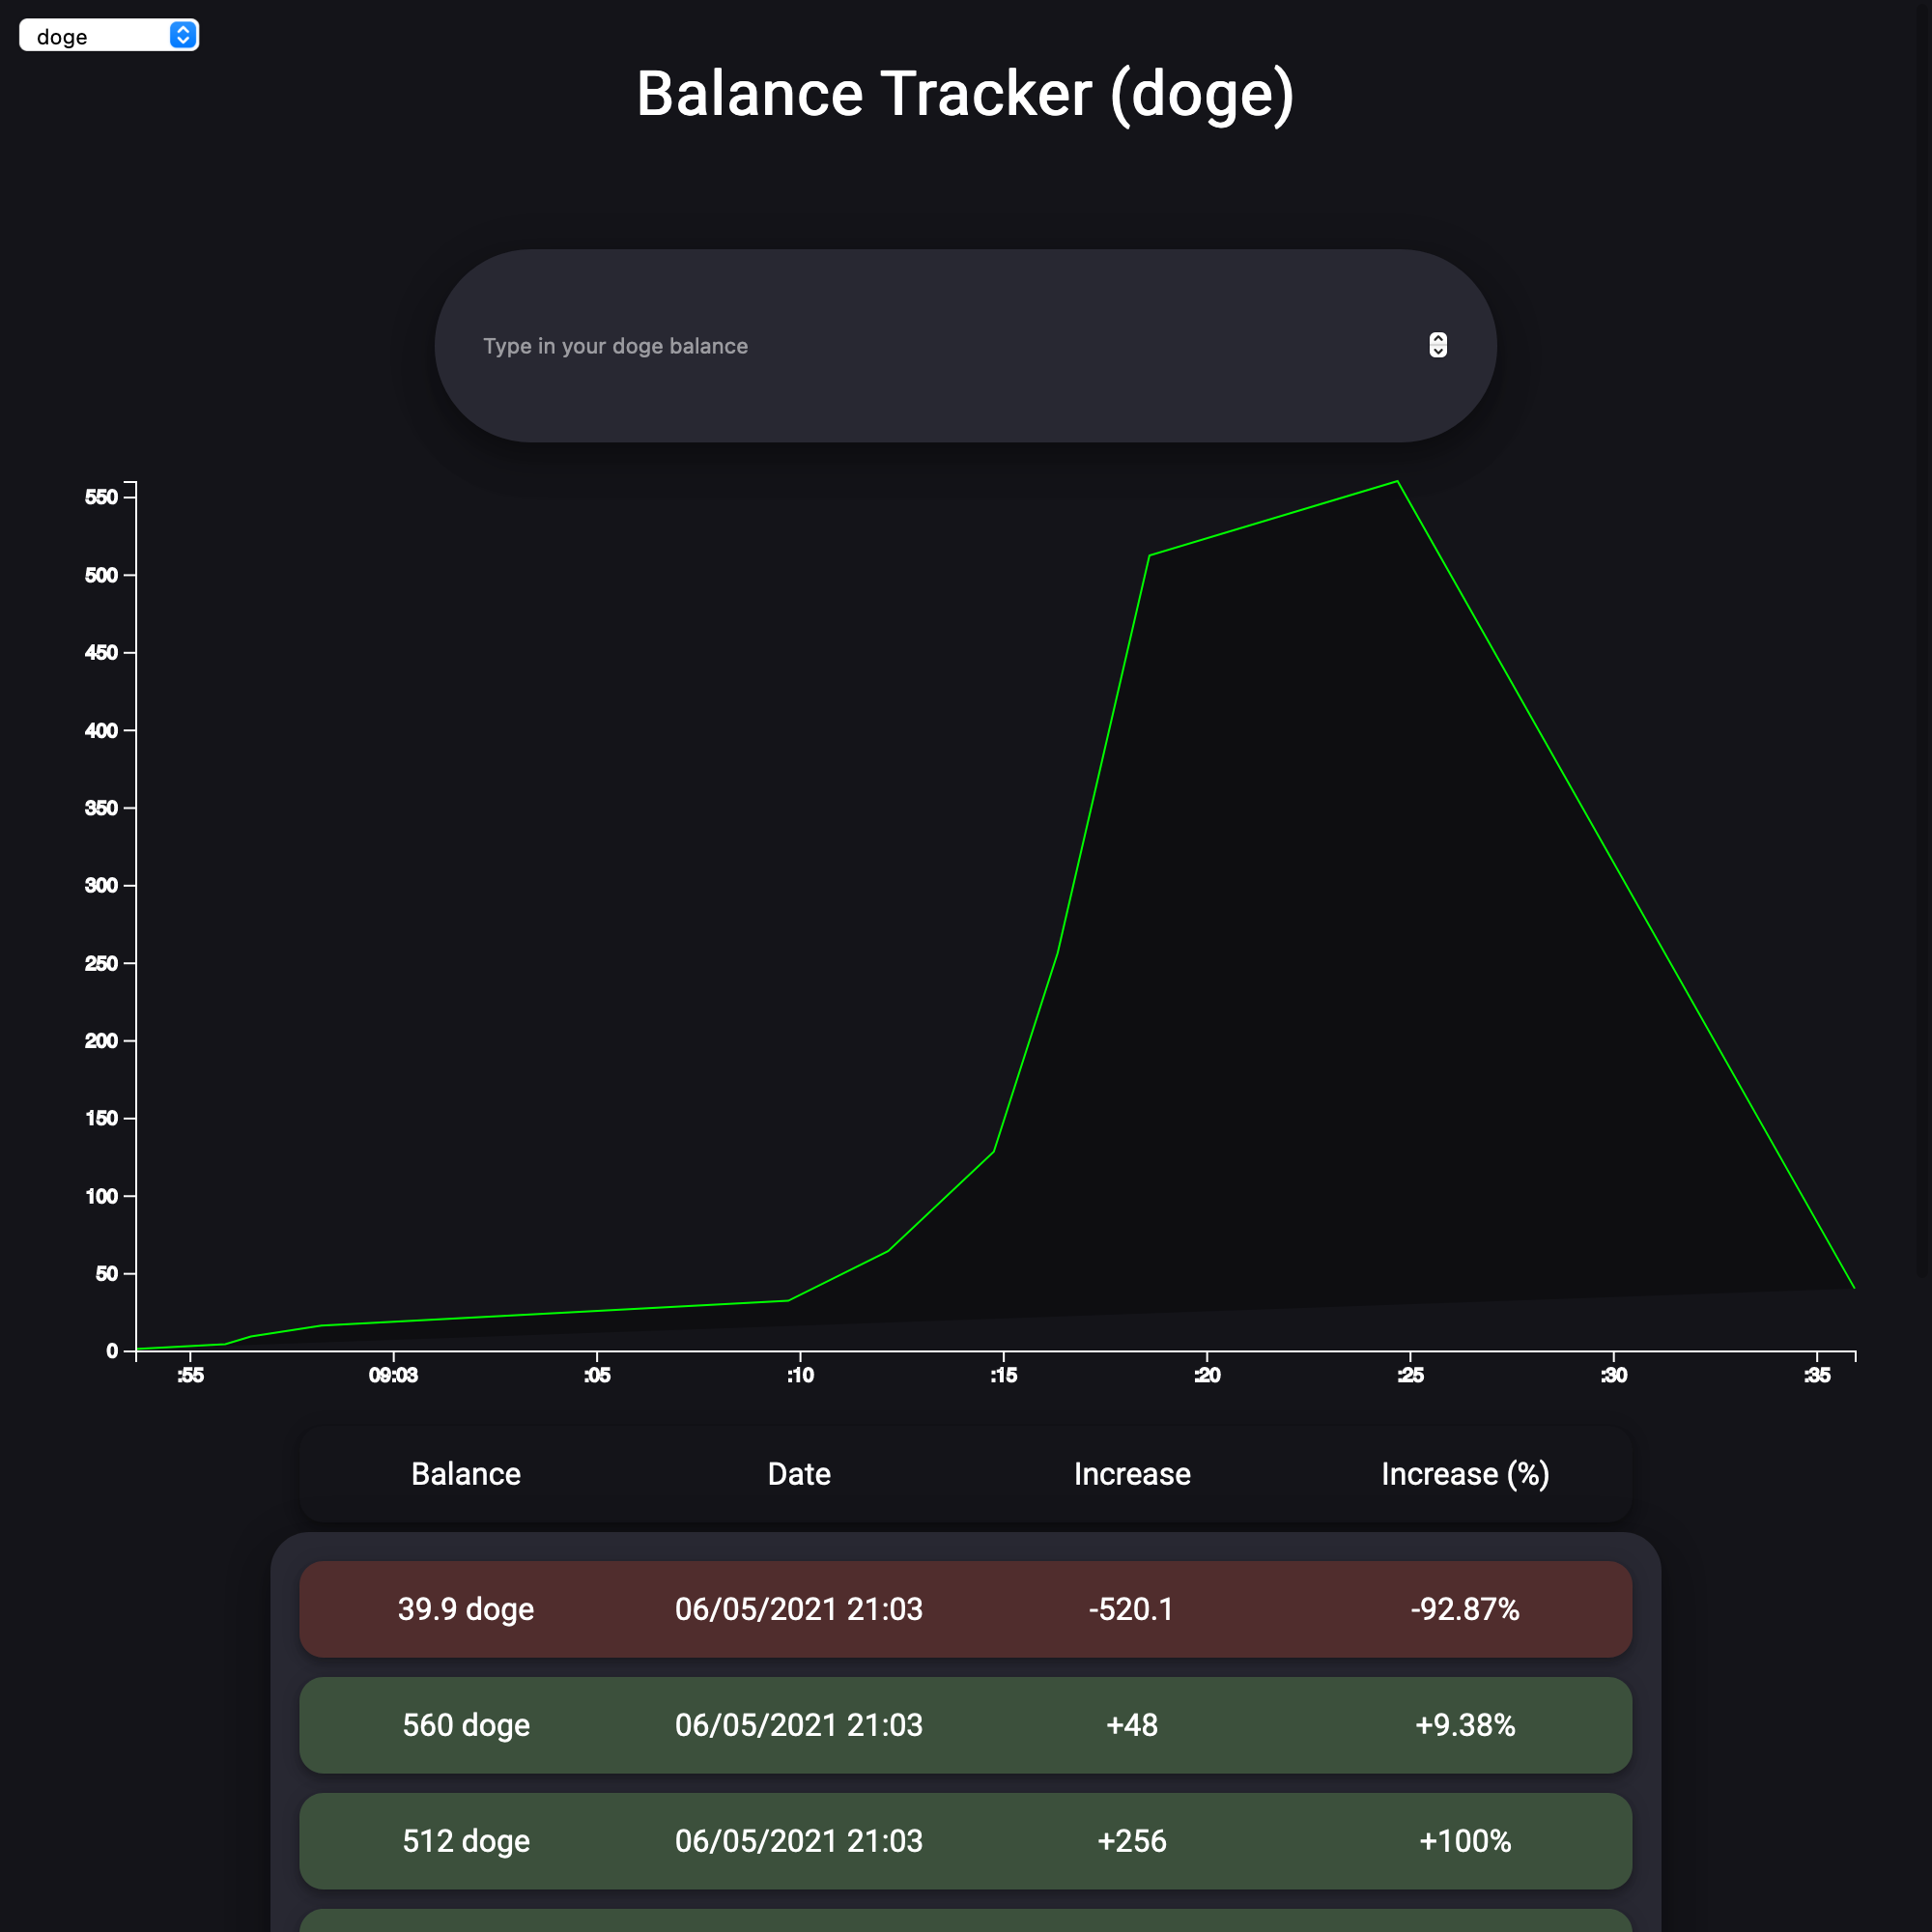 doge
Balance Tracker (doge)
Type in your doge balance
550
500
450
400
350
300
250
200
150
100
50
0
:55 09:03 :05 :10 :15 :20 :25 :30 :35
Balance Date Increase Increase (%)
39.9 doge 06/05/2021 21:03 -520.1 -92.87%
560 doge 06/05/2021 21:03 +48 +9.38%
512 doge 06/05/2021 21:03 +256 +100%